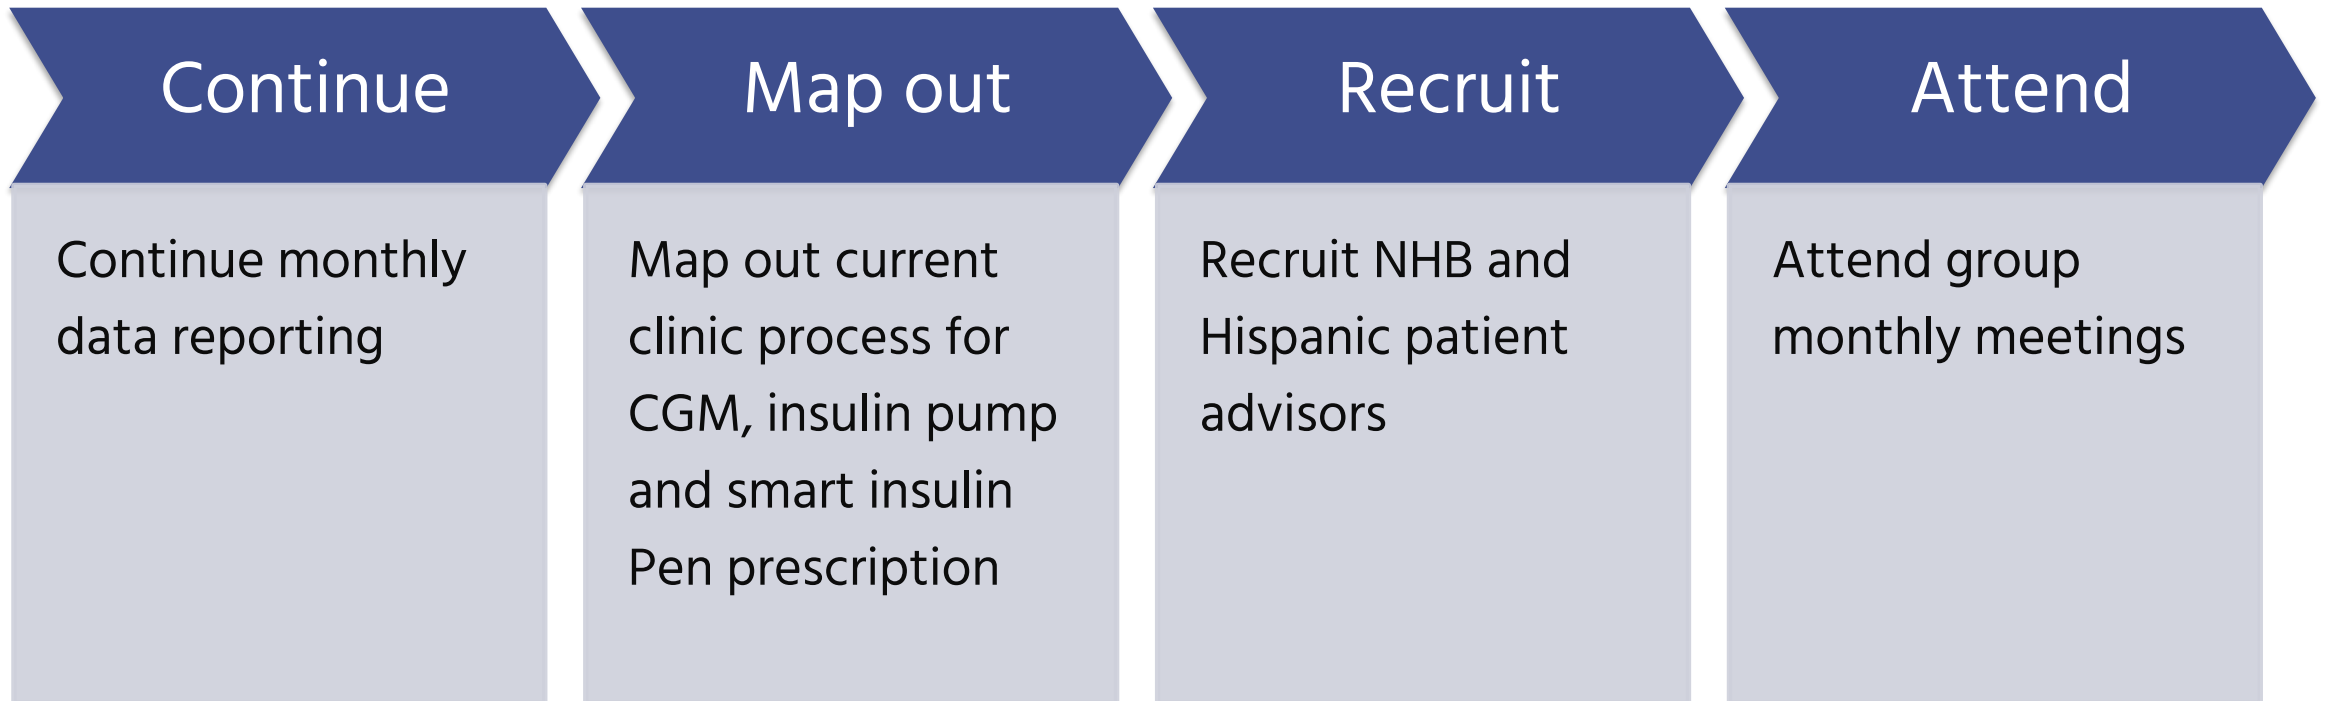 Continue
Map out
Recruit
Attend
Continue monthly
data reporting
Map out current
clinic process for
CGM, insulin pump
and smart insulin
Pen prescription
Recruit NHB and
Hispanic patient
advisors
Attend group
monthly meetings